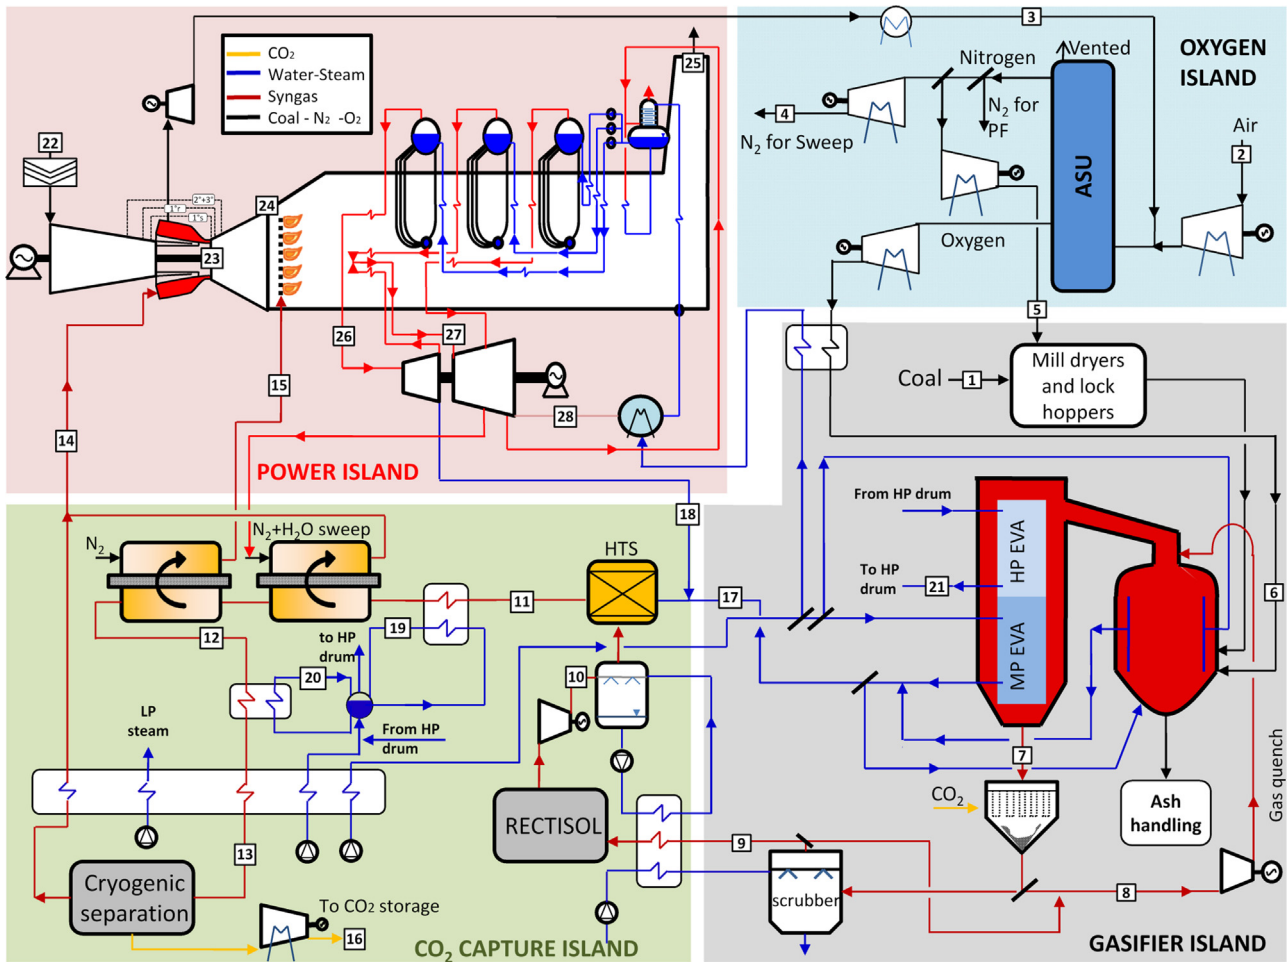 3
25
CO₂
Water-Steam
Syngas
Coal - N₂ -O₂
OXYGEN
ISLAND
Vented
Nitrogen
N₂ for
PF
4
N₂ for Sweep
Air
2
ASU
Oxygen
5
22
2°+3°
1°r
1°s
24
23
26
27
28
15
14
POWER ISLAND
Coal
1
Mill dryers
and lock
hoppers
6
From HP drum
HP EVA
To HP
drum
21
MP EVA
18
17
HTS
N₂
N₂+H₂O sweep
11
12
19
to HP
drum
20
From HP
drum
10
LP
steam
RECTISOL
13
Cryogenic
separation
To CO₂ storage
16
CO₂ CAPTURE ISLAND
7
CO₂
9
scrubber
8
Ash
handling
Gas quench
GASIFIER ISLAND